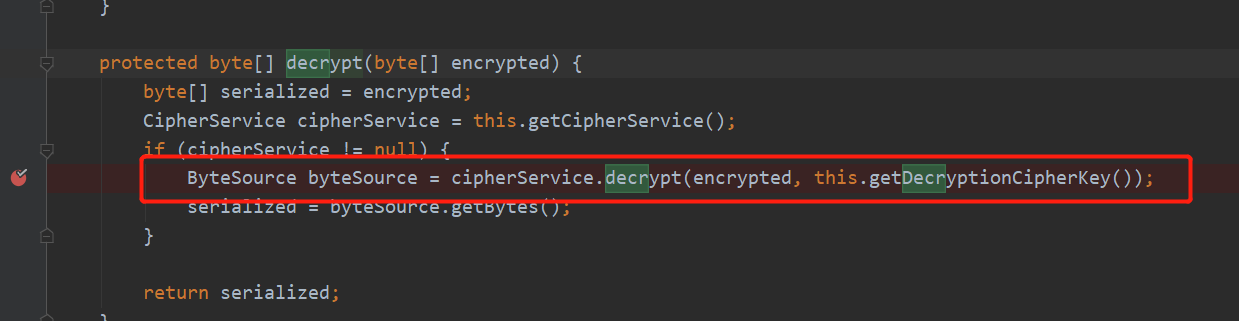 }
protected byte[] decrypt(byte[] encrypted) {
byte[] serialized = encrypted;
CipherService cipherService = this.getCipherService();
if (cipherService != null) {
ByteSource byteSource = cipherService.decrypt(encrypted, this.getDecryptionCipherKey());
serialized = byteSource.getBytes();
}
return serialized;
}